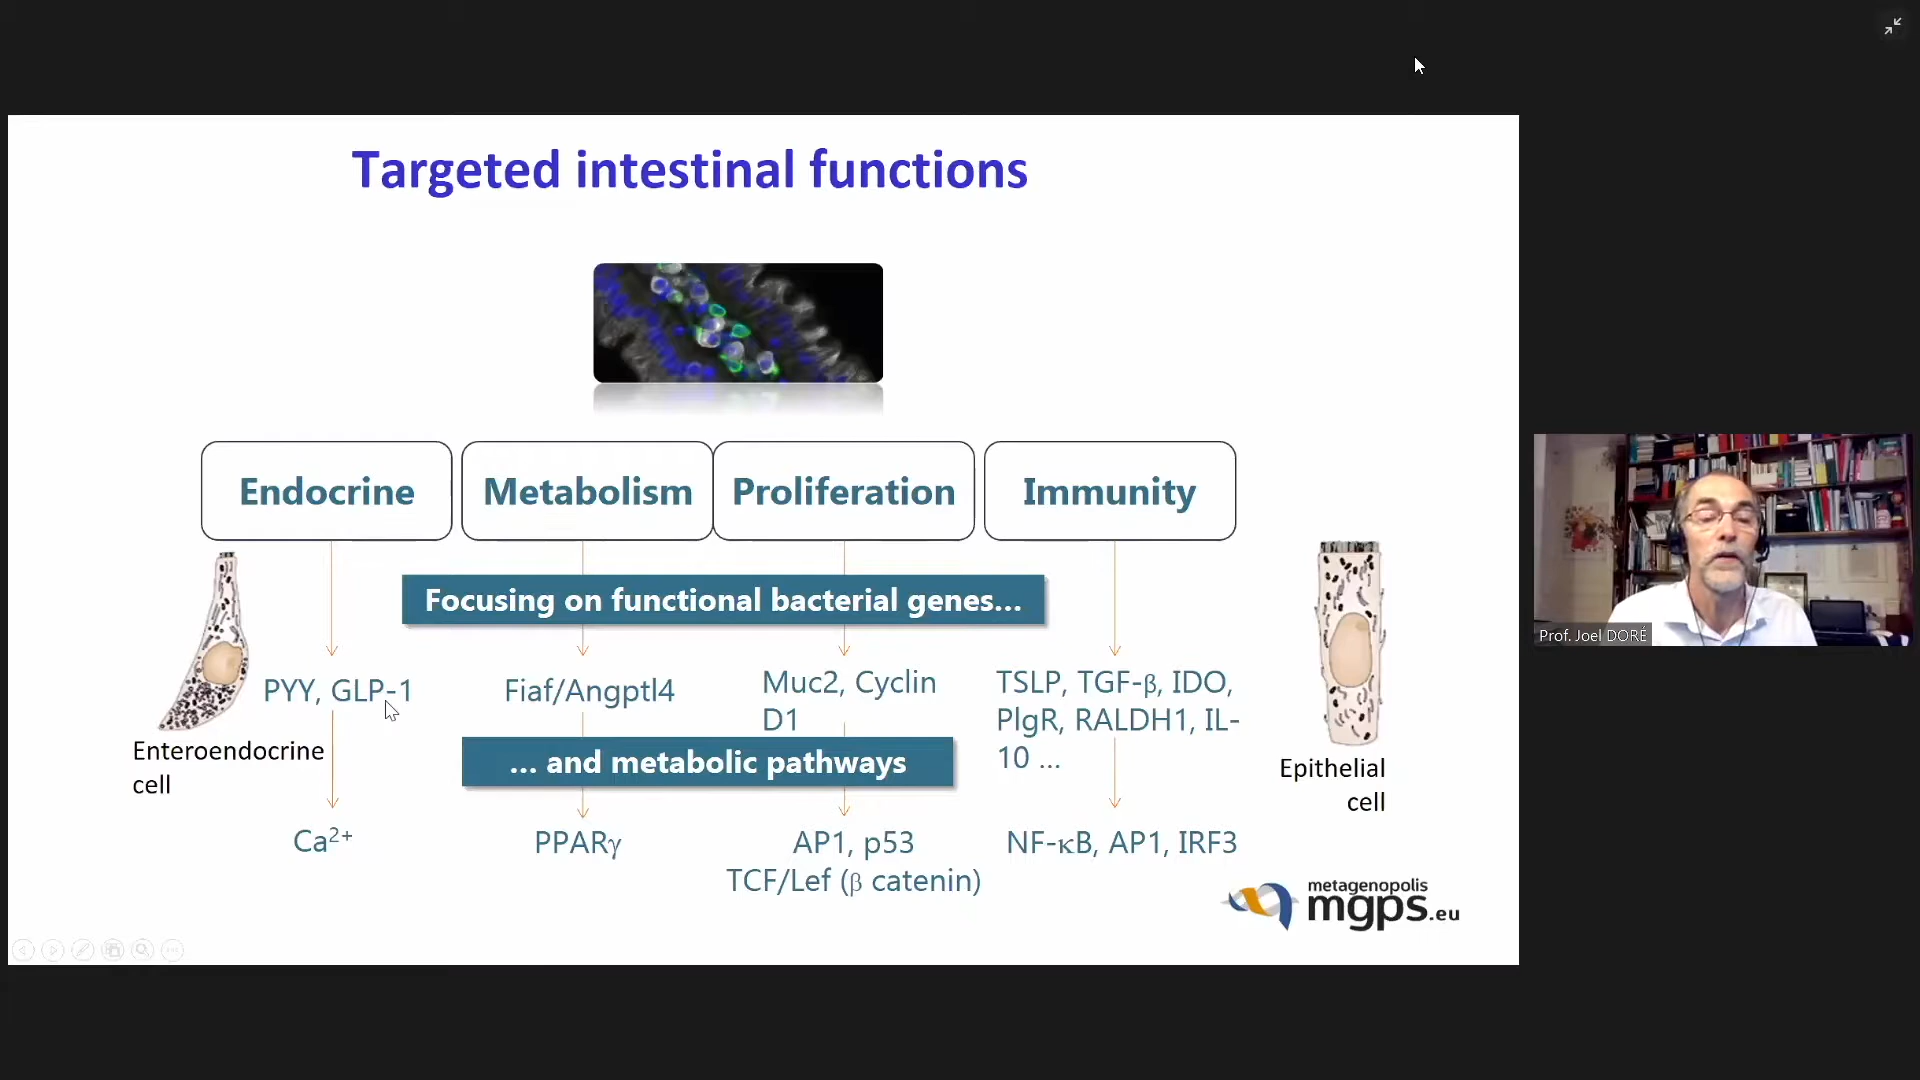 Targeted intestinal functions
Endocrine
Metabolism
Proliferation
Immunity
Focusing on functional bacterial genes...
PYY, GLP-1
Fiaf/Angptl4
Muc2, Cyclin
D1
TSLP, TGF-β, IDO,
PlgR, RALDH1, IL-
10 ...
... and metabolic pathways
Enteroendocrine
cell
Epithelial
cell
Ca²⁺
PPARγ
AP1, p53
TCF/Lef (β catenin)
NF-κB, AP1, IRF3
metagenopolis
mgps.eu
Prof. Joel DORÉ